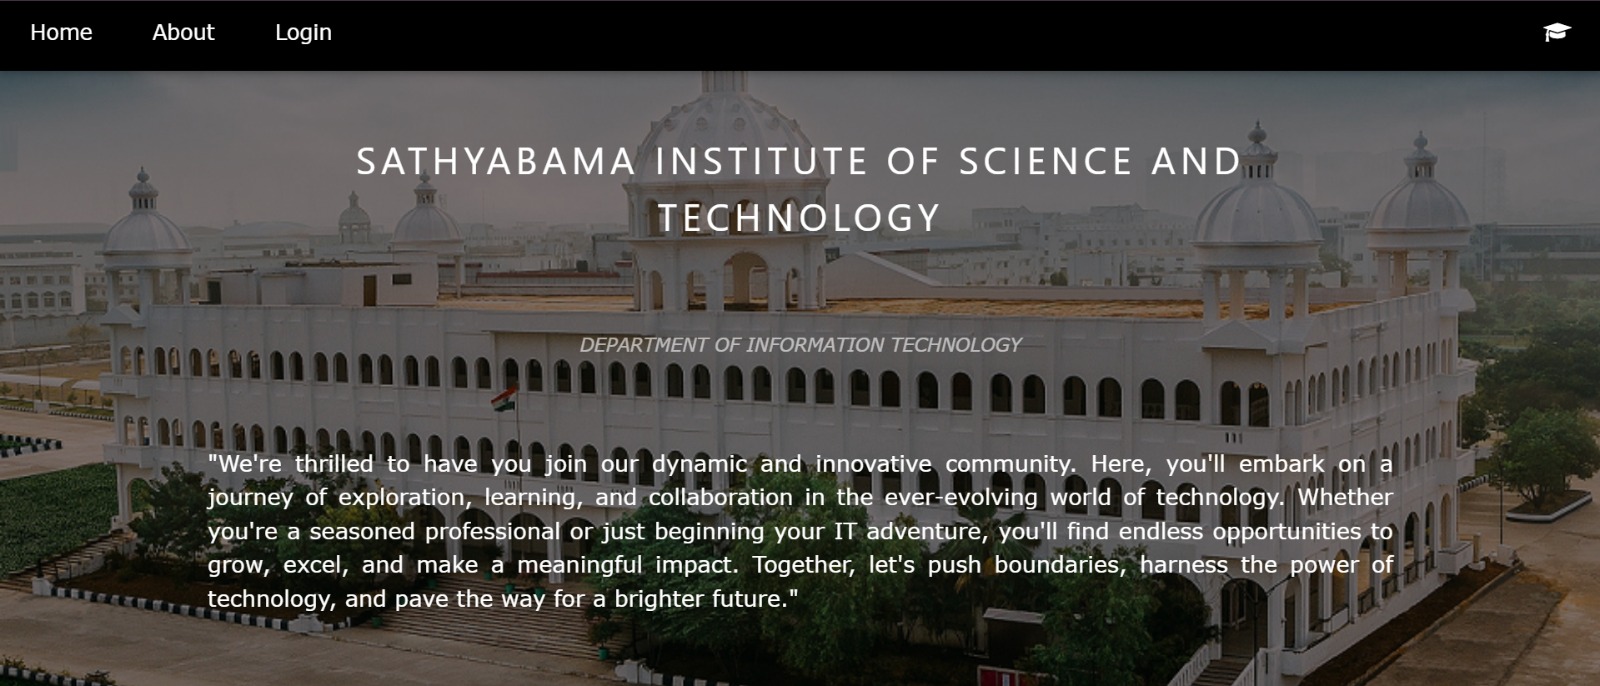 Home About Login
SATHYABAMA INSTITUTE OF SCIENCE AND
TECHNOLOGY
DEPARTMENT OF INFORMATION TECHNOLOGY
"We're thrilled to have you join our dynamic and innovative community. Here, you'll embark on a
journey of exploration, learning, and collaboration in the ever-evolving world of technology. Whether
you're a seasoned professional or just beginning your IT adventure, you'll find endless opportunities to
grow, excel, and make a meaningful impact. Together, let's push boundaries, harness the power of
technology, and pave the way for a brighter future."